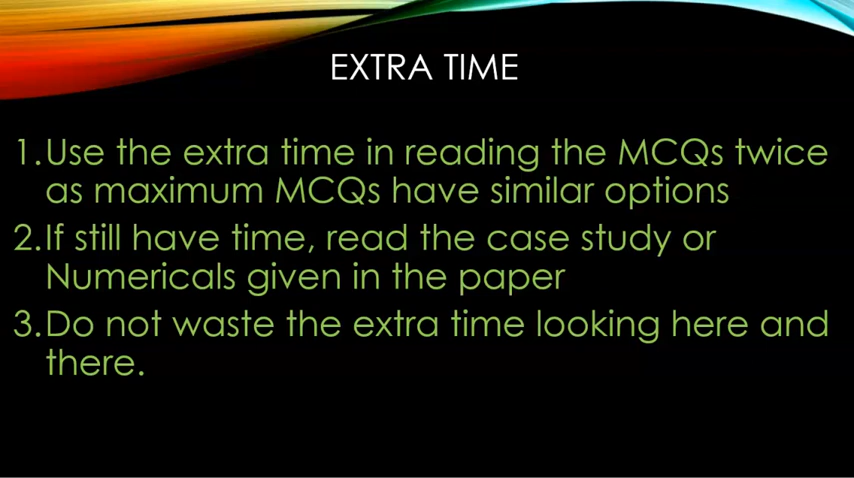 EXTRA TIME
1.Use the extra time in reading the MCQs twice
as maximum MCQs have similar options
2.If still have time, read the case study or
Numericals given in the paper
3.Do not waste the extra time looking here and
there.